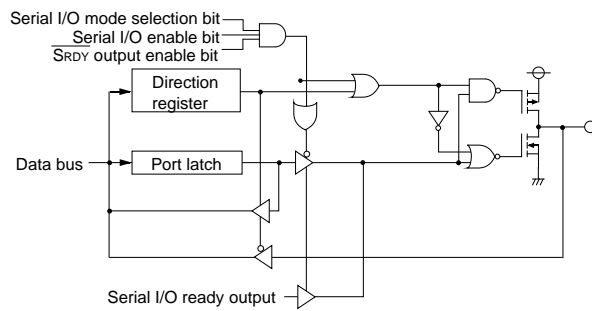 Serial I/O mode selection bit
Serial I/O enable bit
SRDY output enable bit
Direction
register
Data bus
Port latch
Serial I/O ready output